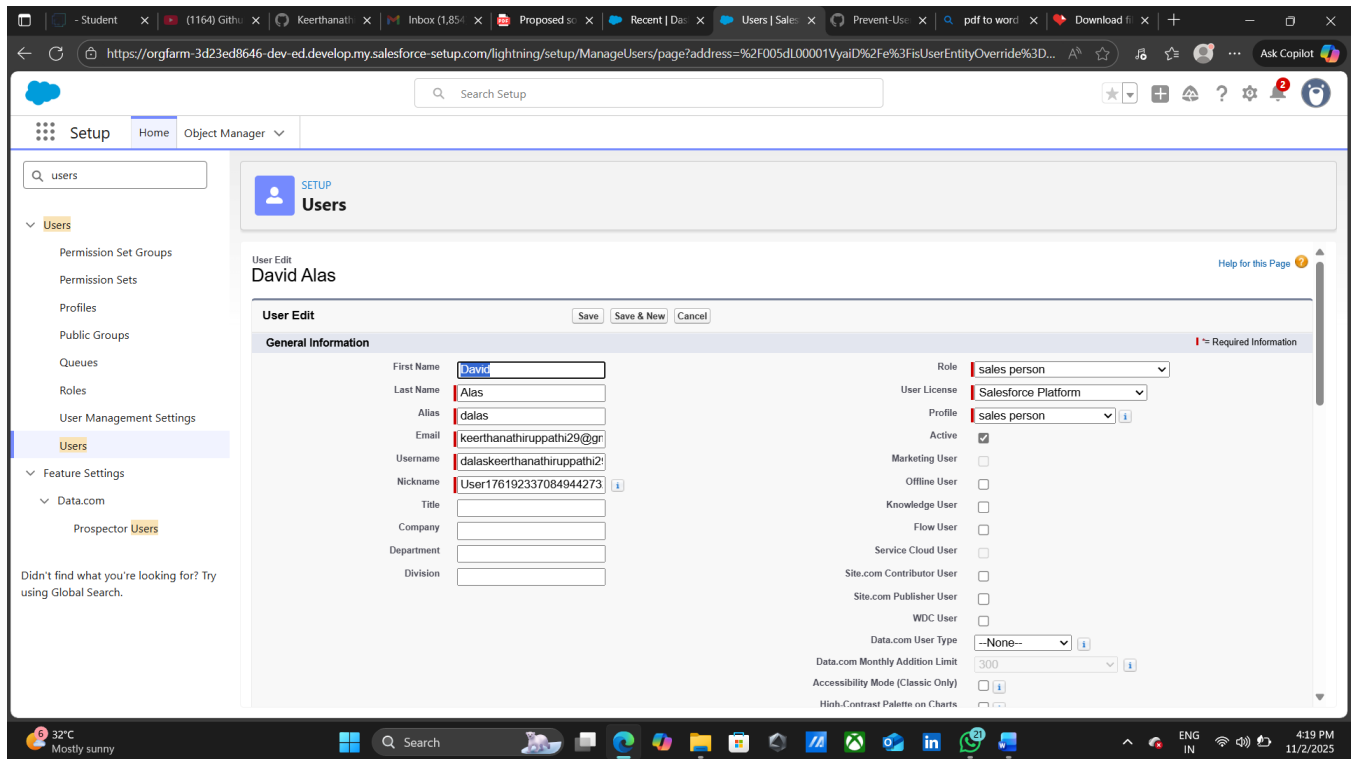 - Student
(1164) Githu
Keerthanath
Inbox (1,854
Proposed so
Recent | Das
Users | Sales
Prevent-Use
pdf to word
Download fi
https://orgfarm-3d23ed8646-dev-ed.develop.my.salesforce-setup.com/lightning/setup/ManageUsers/page?address=%2F005dL00001VyaiD%2Fe%3FisUserEntityOverride%3D...
Ask Copilot
Search Setup
2
Setup
Home
Object Manager
users
SETUP
Users
Users
Permission Set Groups
Permission Sets
Profiles
Public Groups
Queues
Roles
User Management Settings
Users
Feature Settings
Data.com
Prospector Users
Didn't find what you're looking for? Try
using Global Search.
User Edit
David Alas
Help for this Page
User Edit
Save
Save & New
Cancel
General Information
= Required Information
First Name David
Last Name Alas
Alias dalas
Email keerthanathiruppathi29@gm
Username dalaskeerthanathiruppathi29
Nickname User176192337084944273
Title
Company
Department
Division
Role sales person
User License Salesforce Platform
Profile sales person
Active
Marketing User
Offline User
Knowledge User
Flow User
Service Cloud User
Site.com Contributor User
Site.com Publisher User
WDC User
Data.com User Type --None--
Data.com Monthly Addition Limit 300
Accessibility Mode (Classic Only)
High-Contrast Palette on Charts
6
32°C
Mostly sunny
Search
21
ENG
IN
4:19 PM
11/2/2025